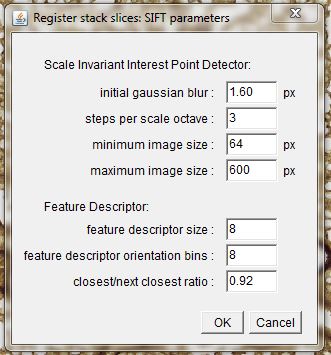 Register stack slices: SIFT parameters
Scale Invariant Interest Point Detector:
initial gaussian blur : 1.60 px
steps per scale octave : 3
minimum image size : 64 px
maximum image size : 600 px
Feature Descriptor:
feature descriptor size : 8
feature descriptor orientation bins : 8
closest/next closest ratio : 0.92
OK Cancel